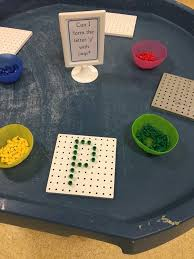 Can I
form the
letter 'p'
with pegs?
P